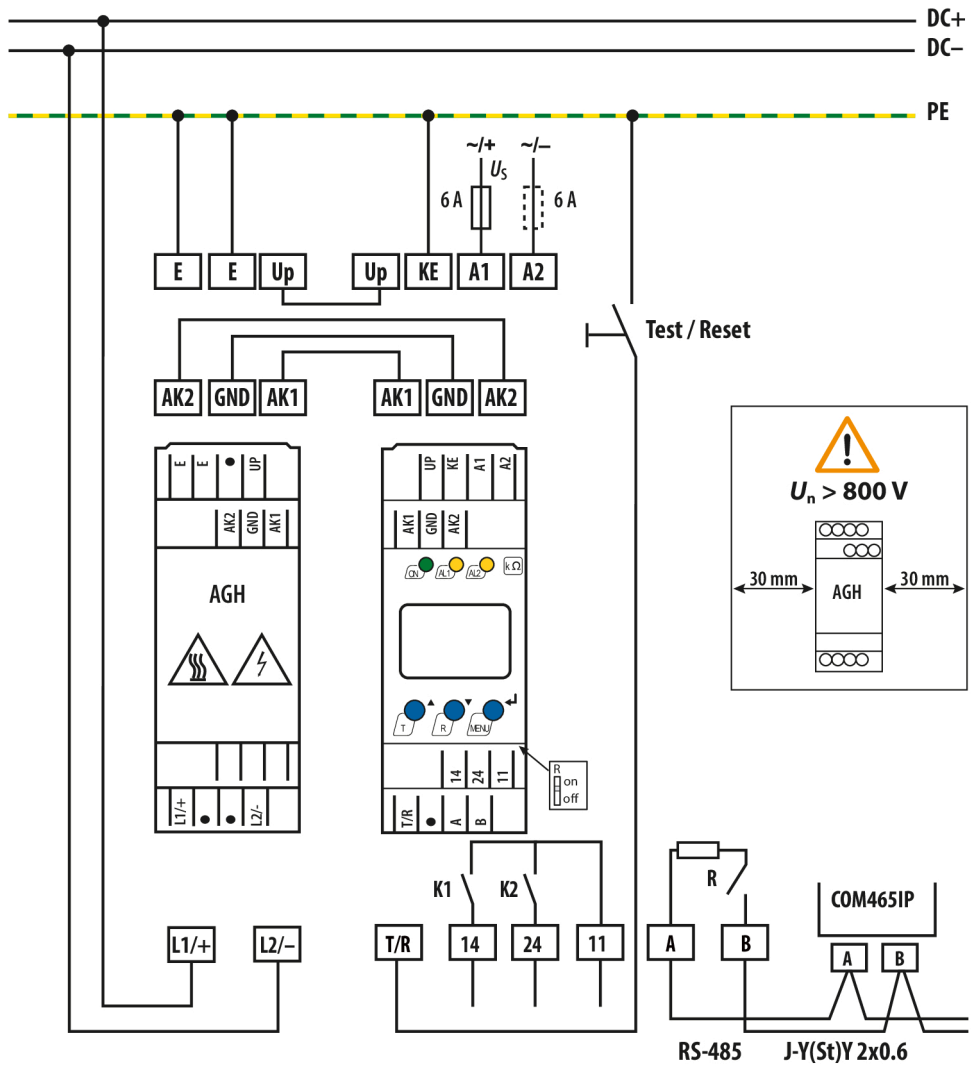 DC+
DC–
PE
~/+ ~/–
US
6 A 6 A
E E Up Up KE A1 A2
Test / Reset
AK2 GND AK1 AK1 GND AK2
E E UP UP KE A1 A2
AK2 GND AK1 AK1 GND AK2
ON AL1 AL2 kΩ
AGH
T R MENU
R
on
off
14 24 11
L1/+ L2/- T/R A B
Un > 800 V
30 mm 30 mm
AGH
K1 K2
R
COM465IP
L1/+ L2/– T/R 14 24 11 A B
A B
RS-485 J-Y(St)Y 2x0.6